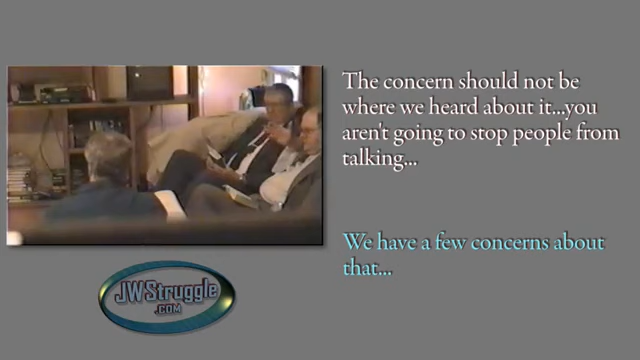 The concern should not be
where we heard about it...you
aren't going to stop people from
talking...
We have a few concerns about
that...
JWStruggle
.COM